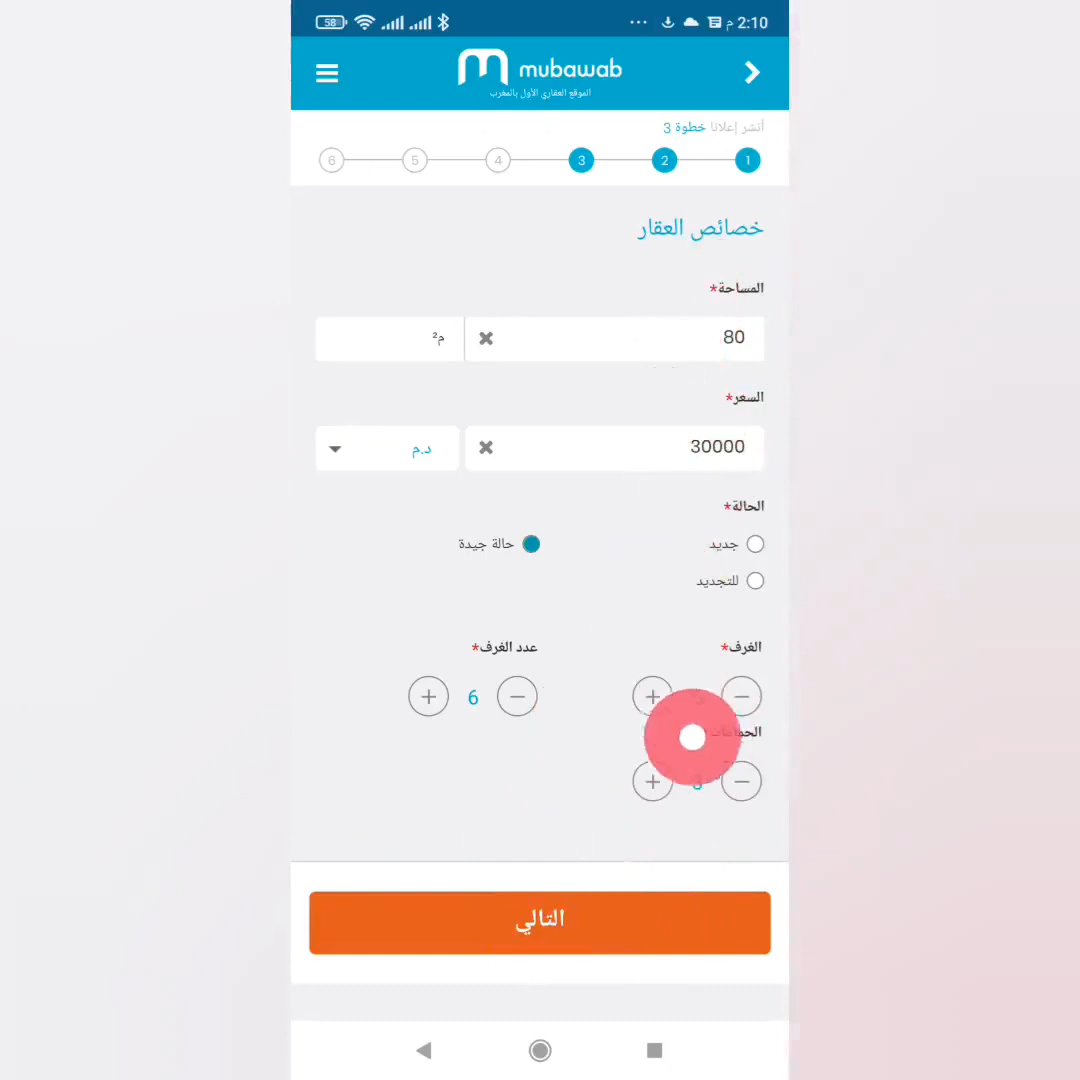 58
... م 2:10
mubawab
الموقع العقاري الأول بالمغرب
أنشر إعلانا خطوة 3
1 2 3 4 5 6
خصائص العقار
المساحة*
80
م²
السعر*
30000
د.م
الحالة*
جديد
حالة جيدة
للتجديد
الغرف*
عدد الغرف*
− +
− 6 +
− +
التالي